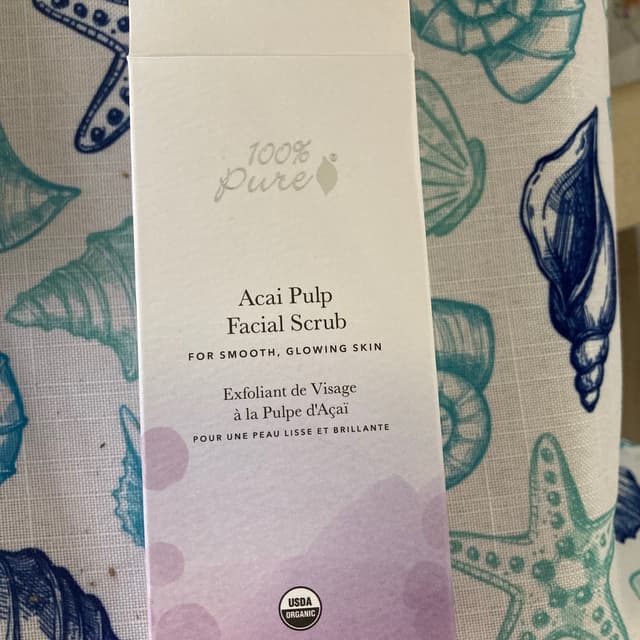 100%
Pure®
Acai Pulp
Facial Scrub
FOR SMOOTH, GLOWING SKIN
Exfoliant de Visage
à la Pulpe d'Açaï
POUR UNE PEAU LISSE ET BRILLANTE
USDA
ORGANIC